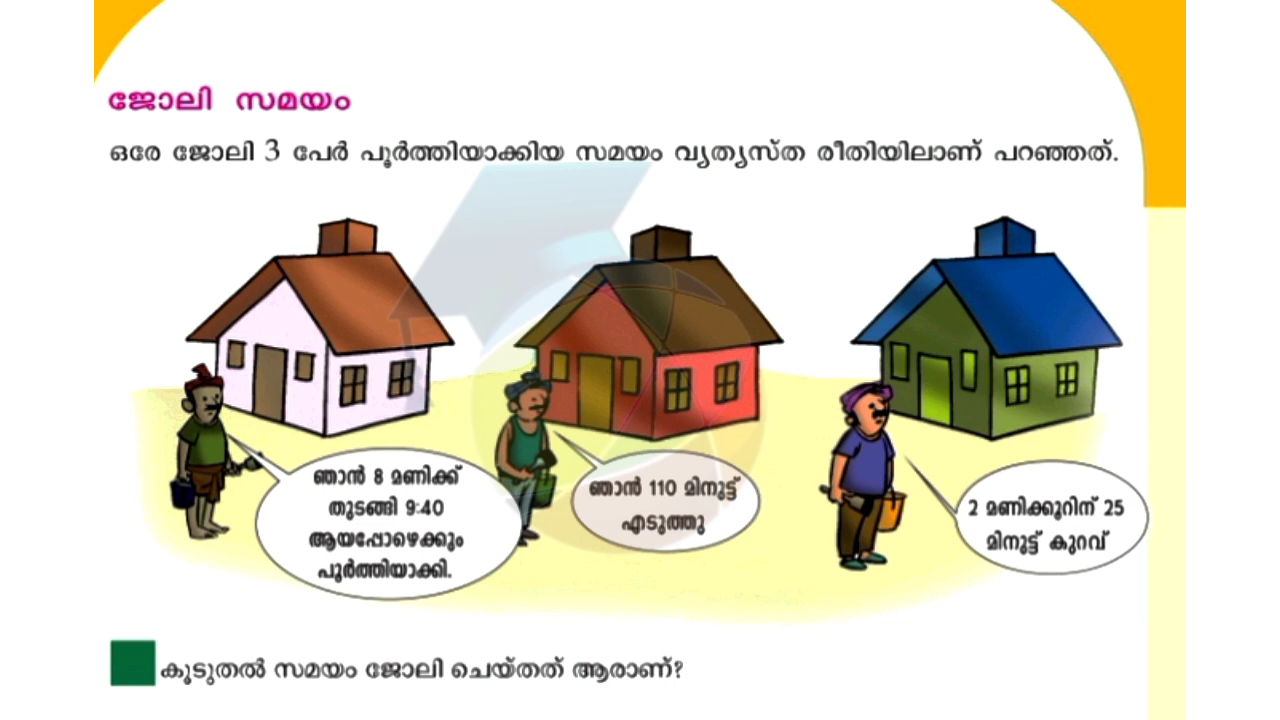 ജോലി സമയം
ഒരേ ജോലി 3 പേർ പൂർത്തിയാക്കിയ സമയം വ്യത്യസ്ത രീതിയിലാണ് പറഞ്ഞത്.
ഞാൻ 8 മണിക്ക്
തുടങ്ങി 9:40
ആയപ്പോഴെക്കും
പൂർത്തിയാക്കി.
ഞാൻ 110 മിനുട്ട്
എടുത്തു
2 മണിക്കൂറിന് 25
മിനുട്ട് കുറവ്
കൂടുതൽ സമയം ജോലി ചെയ്തത് ആരാണ്?